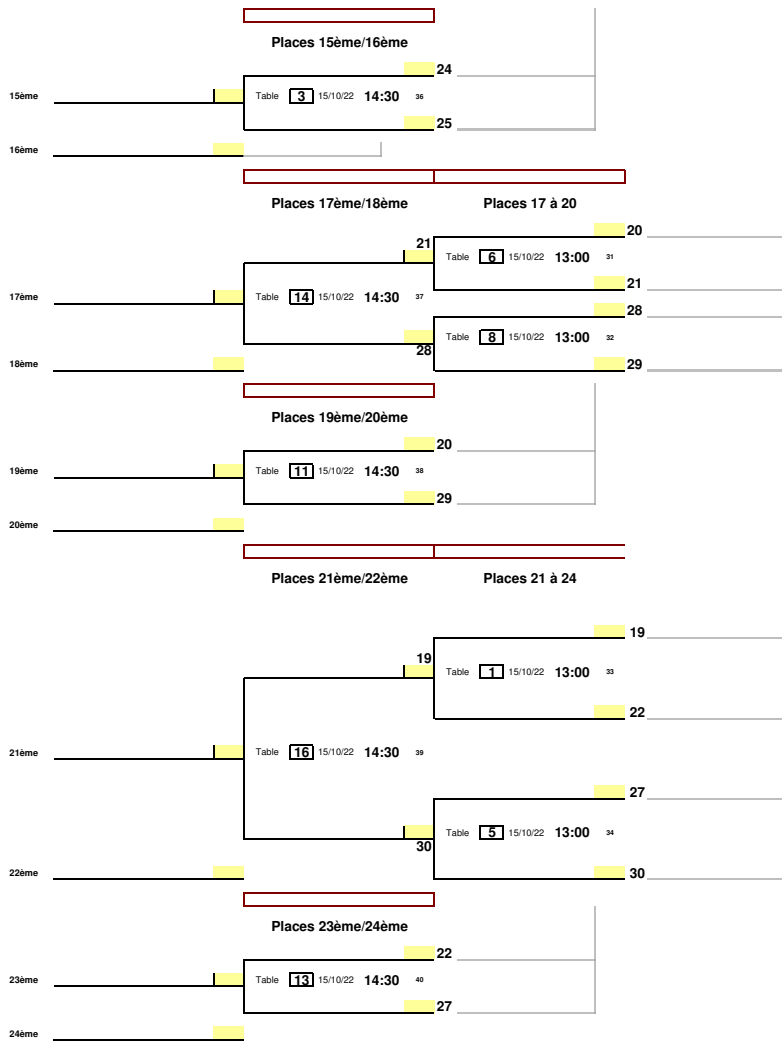 Places 15ème/16ème
24
15ème Table 3 15/10/22 14:30 36
25
16ème
Places 17ème/18ème Places 17 à 20
20
21
Table 6 15/10/22 13:00 31
21
17ème Table 14 15/10/22 14:30 37
28
Table 8 15/10/22 13:00 32
28
18ème 29
Places 19ème/20ème
20
19ème Table 11 15/10/22 14:30 38
29
20ème
Places 21ème/22ème Places 21 à 24
19
19
Table 1 15/10/22 13:00 33
22
21ème Table 16 15/10/22 14:30 39
27
Table 5 15/10/22 13:00 34
30
22ème 30
Places 23ème/24ème
22
23ème Table 13 15/10/22 14:30 40
27
24ème